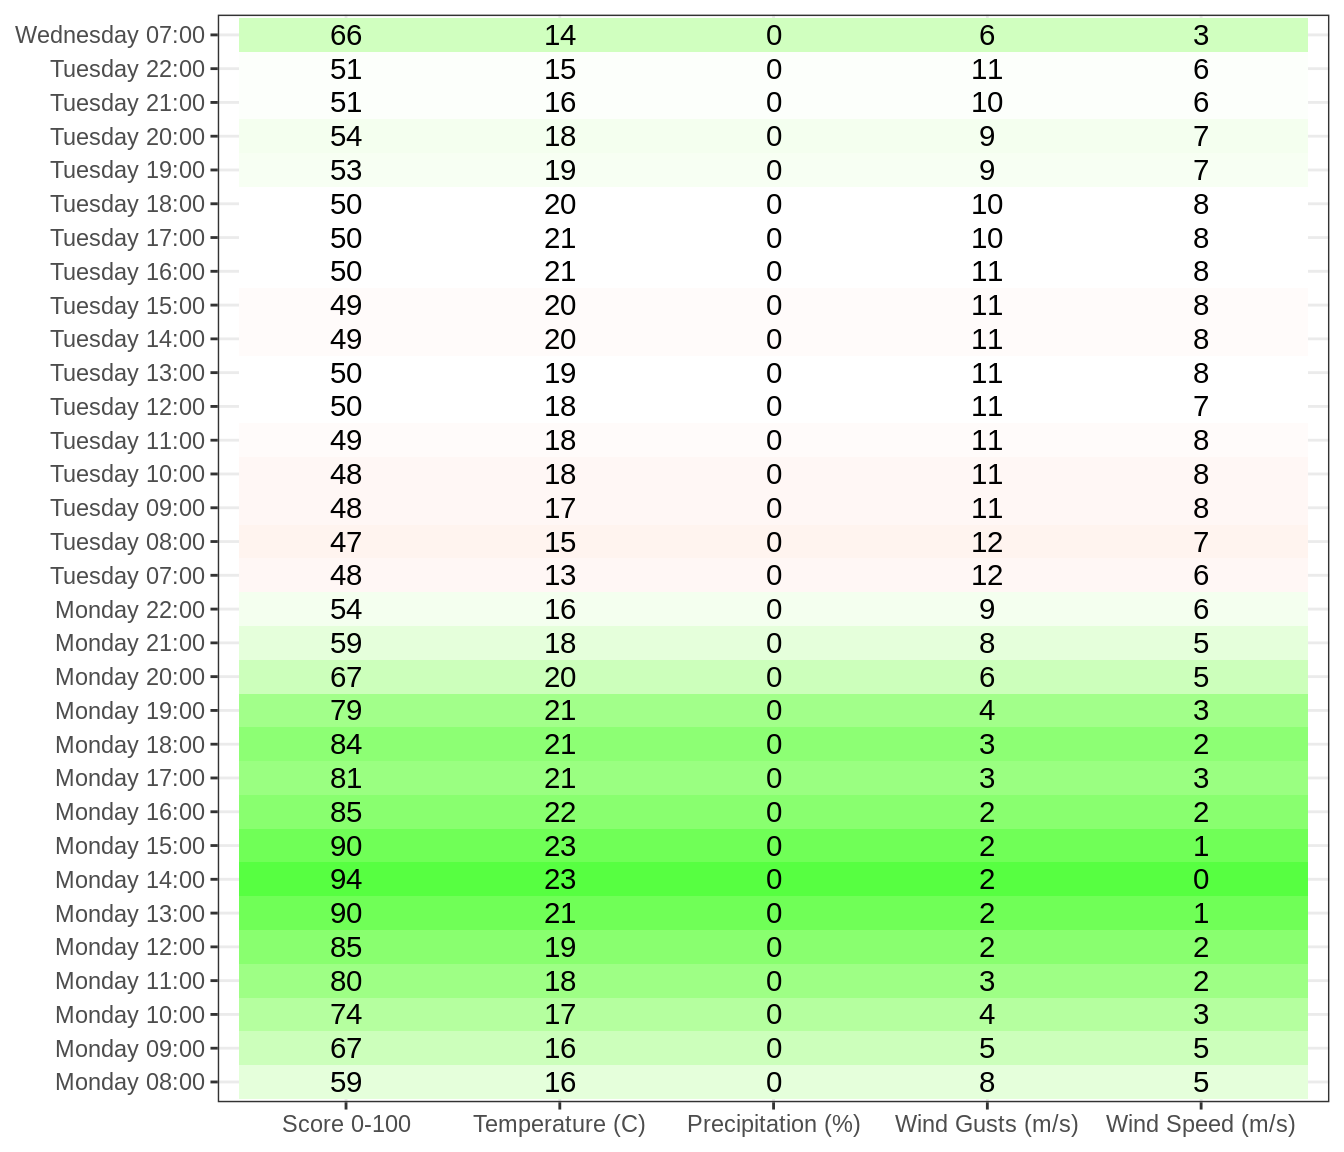 Wednesday 07:00 66 14 0 6 3
Tuesday 22:00 51 15 0 11 6
Tuesday 21:00 51 16 0 10 6
Tuesday 20:00 54 18 0 9 7
Tuesday 19:00 53 19 0 9 7
Tuesday 18:00 50 20 0 10 8
Tuesday 17:00 50 21 0 10 8
Tuesday 16:00 50 21 0 11 8
Tuesday 15:00 49 20 0 11 8
Tuesday 14:00 49 20 0 11 8
Tuesday 13:00 50 19 0 11 8
Tuesday 12:00 50 18 0 11 7
Tuesday 11:00 49 18 0 11 8
Tuesday 10:00 48 18 0 11 8
Tuesday 09:00 48 17 0 11 8
Tuesday 08:00 47 15 0 12 7
Tuesday 07:00 48 13 0 12 6
Monday 22:00 54 16 0 9 6
Monday 21:00 59 18 0 8 5
Monday 20:00 67 20 0 6 5
Monday 19:00 79 21 0 4 3
Monday 18:00 84 21 0 3 2
Monday 17:00 81 21 0 3 3
Monday 16:00 85 22 0 2 2
Monday 15:00 90 23 0 2 1
Monday 14:00 94 23 0 2 0
Monday 13:00 90 21 0 2 1
Monday 12:00 85 19 0 2 2
Monday 11:00 80 18 0 3 2
Monday 10:00 74 17 0 4 3
Monday 09:00 67 16 0 5 5
Monday 08:00 59 16 0 8 5
Score 0-100 Temperature (C) Precipitation (%) Wind Gusts (m/s) Wind Speed (m/s)